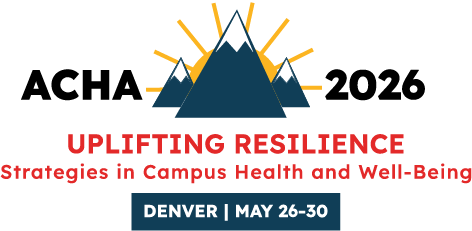 ACHA 2026
UPLIFTING RESILIENCE
Strategies in Campus Health and Well-Being
DENVER | MAY 26-30